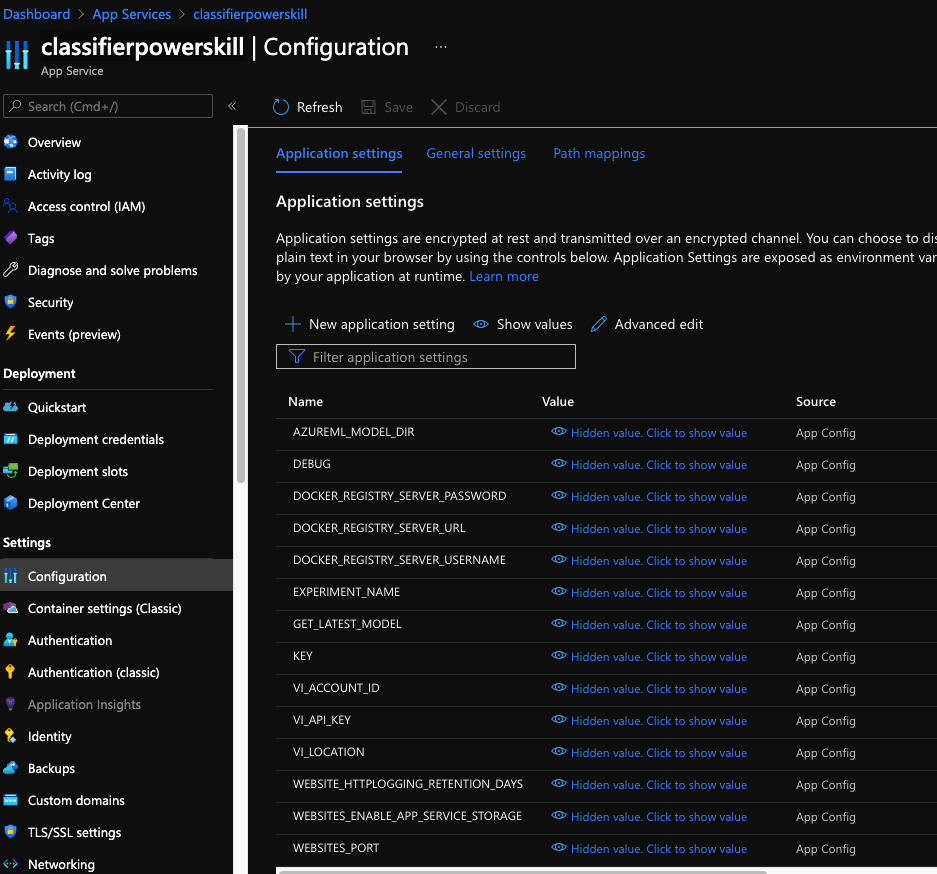 Dashboard > App Services > classifierpowerskill
classifierpowerskill | Configuration ...
App Service
Search (Cmd+/)
«
Refresh
Save
Discard
Overview
Activity log
Access control (IAM)
Tags
Diagnose and solve problems
Security
Events (preview)
Deployment
Quickstart
Deployment credentials
Deployment slots
Deployment Center
Settings
Configuration
Container settings (Classic)
Authentication
Authentication (classic)
Application Insights
Identity
Backups
Custom domains
TLS/SSL settings
Networking
Application settings General settings Path mappings
Application settings
Application settings are encrypted at rest and transmitted over an encrypted channel. You can choose to dis
plain text in your browser by using the controls below. Application Settings are exposed as environment var
by your application at runtime. Learn more
New application setting Show values Advanced edit
Filter application settings
Name Value Source
AZUREML_MODEL_DIR Hidden value. Click to show value App Config
DEBUG Hidden value. Click to show value App Config
DOCKER_REGISTRY_SERVER_PASSWORD Hidden value. Click to show value App Config
DOCKER_REGISTRY_SERVER_URL Hidden value. Click to show value App Config
DOCKER_REGISTRY_SERVER_USERNAME Hidden value. Click to show value App Config
EXPERIMENT_NAME Hidden value. Click to show value App Config
GET_LATEST_MODEL Hidden value. Click to show value App Config
KEY Hidden value. Click to show value App Config
VI_ACCOUNT_ID Hidden value. Click to show value App Config
VI_API_KEY Hidden value. Click to show value App Config
VI_LOCATION Hidden value. Click to show value App Config
WEBSITE_HTTPLOGGING_RETENTION_DAYS Hidden value. Click to show value App Config
WEBSITES_ENABLE_APP_SERVICE_STORAGE Hidden value. Click to show value App Config
WEBSITES_PORT Hidden value. Click to show value App Config